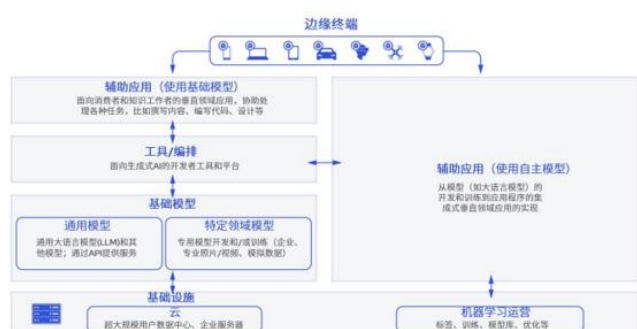 边缘终端
辅助应用（使用基础模型）
面向消费者和知识工作者的垂直领域应用，协助处
理各种任务，比如撰写内容、编写代码、设计等
工具/编排
面向生成式AI的开发者工具和平台
基础模型
通用模型
通用大语言模型(LLM)和其
他模型；通过API提供服务
特定领域模型
专用模型开发和/或训练（企业、
专业照片/视频、模拟数据）
辅助应用（使用自主模型）
从模型（如大语言模型）的
开发和训练到应用程序的集
成式垂直领域应用的实现
基础设施
云
超大规模用户数据中心、企业服务器
机器学习运营
标签、训练、模型库、优化等